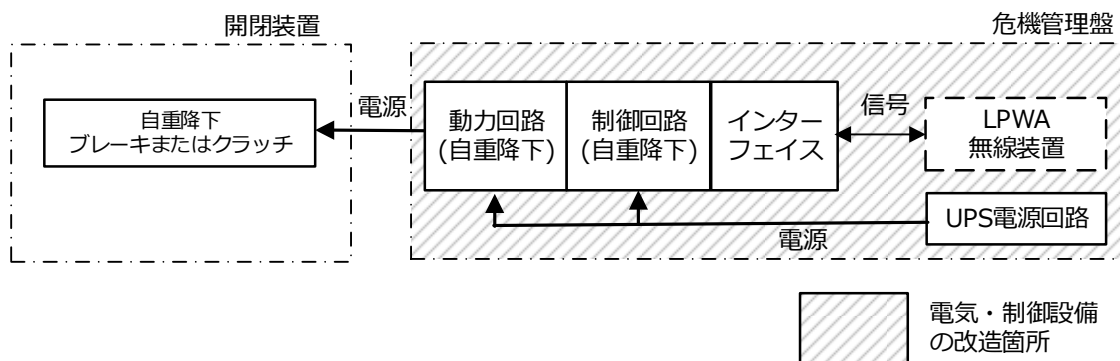 開閉装置
危機管理盤
自重降下
ブレーキまたはクラッチ
電源
動力回路
(自重降下)
制御回路
(自重降下)
インター
フェイス
信号
LPWA
無線装置
UPS電源回路
電源
電気・制御設備
の改造箇所